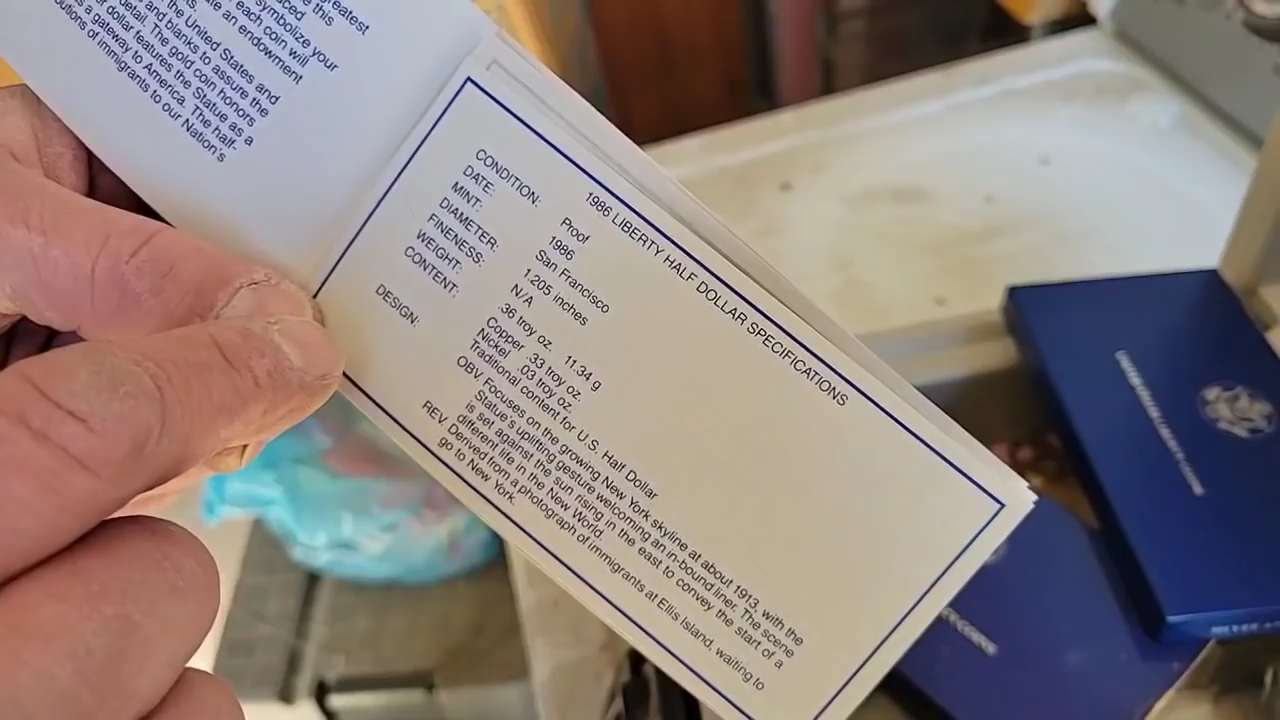 reatest
this
symbolize your
each coin will
an endowment
the United States and
and blanks to assure the
detail. The gold coin honors
features the Statue as a
a gateway to America. The half-
of immigrants to our Nation's
1986 LIBERTY HALF DOLLAR SPECIFICATIONS
CONDITION: Proof
DATE: 1986
MINT: San Francisco
DIAMETER: 1.205 inches
FINENESS: N/A
WEIGHT: .36 troy oz. 11.34 g
CONTENT: Copper .33 troy oz.
Nickel .03 troy oz.
Traditional content for U.S. Half Dollar
DESIGN: OBV. Focuses on the growing New York skyline at about 1913, with the
Statue's uplifting gesture welcoming an in-bound liner. The scene
is set against the sun rising in the east to convey the start of a
different life in the New World.
REV. Derived from a photograph of immigrants at Ellis Island, waiting to
go to New York.
LIBERTY COINS